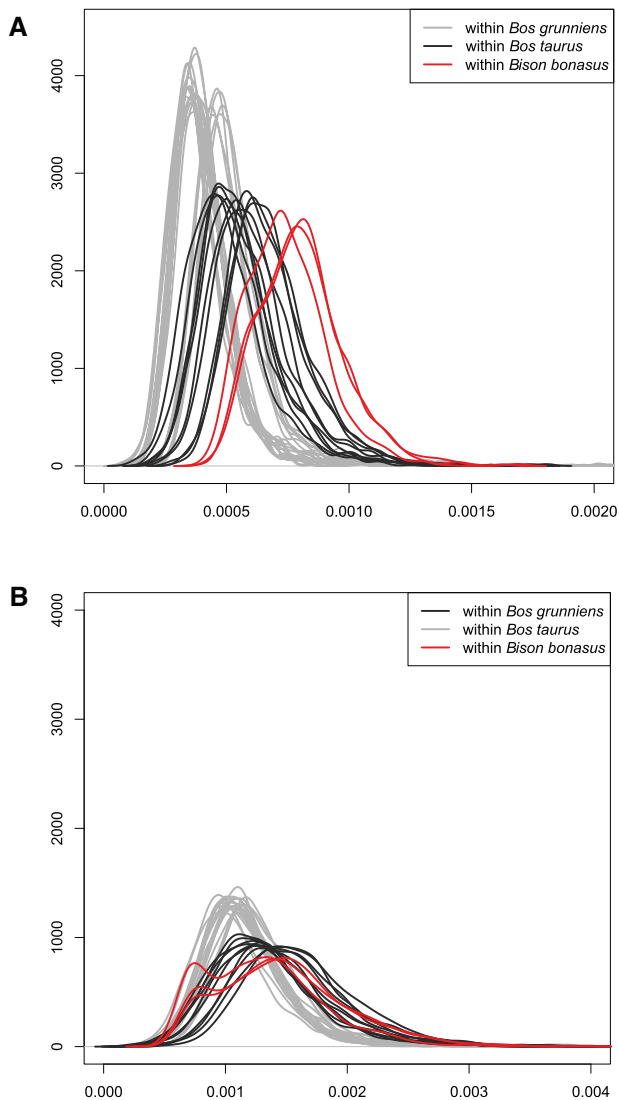 A
within Bos grunniens
within Bos taurus
within Bison bonasus
4000
3000
2000
1000
0
0.0000 0.0005 0.0010 0.0015 0.0020
B
within Bos grunniens
within Bos taurus
within Bison bonasus
4000
3000
2000
1000
0
0.000 0.001 0.002 0.003 0.004